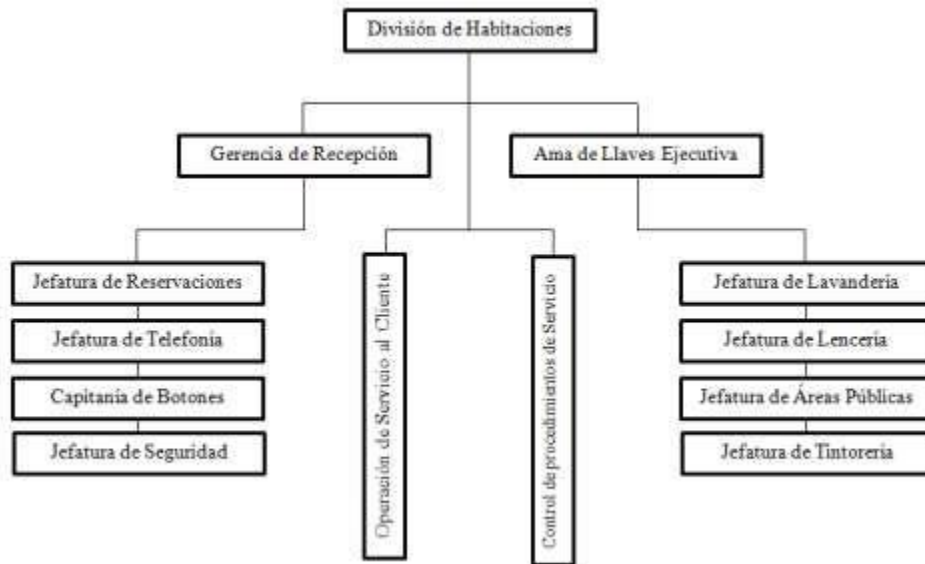 División de Habitaciones
Gerencia de Recepción
Ama de Llaves Ejecutiva
Jefatura de Reservaciones
Jefatura de Telefonía
Capitanía de Botones
Jefatura de Seguridad
Operación de Servicio al Cliente
Control de procedimientos de Servicio
Jefatura de Lavandería
Jefatura de Lencería
Jefatura de Áreas Públicas
Jefatura de Tintorería